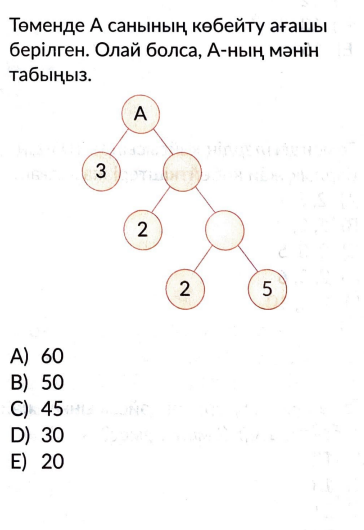 Төменде А санының көбейту ағашы
берілген. Олай болса, А-ның мәнін
табыңыз.
А
3
2
2 5
A) 60
B) 50
C) 45
D) 30
E) 20